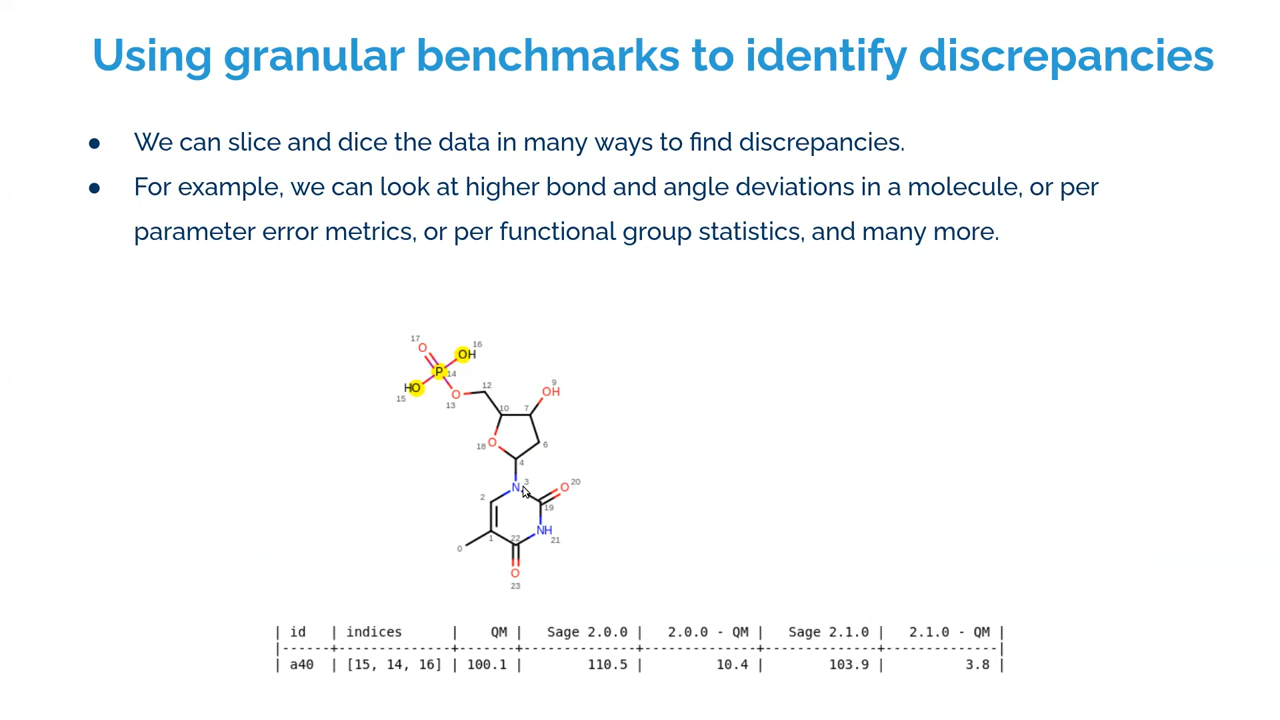 Using granular benchmarks to identify discrepancies
● We can slice and dice the data in many ways to find discrepancies.
● For example, we can look at higher bond and angle deviations in a molecule, or per
parameter error metrics, or per functional group statistics, and many more.
17
O
OH
16
P
14
HO
15
O
13
12
9
OH
10
7
18
O
6
4
N
3
2
O
20
19
NH
21
1
22
0
O
23
| id | indices | QM | Sage 2.0.0 | 2.0.0 - QM | Sage 2.1.0 | 2.1.0 - QM |
|------+--------------+-------+--------------+--------------+--------------+-------------|
| a40 | [15, 14, 16] | 100.1 | 110.5 | 10.4 | 103.9 | 3.8 |